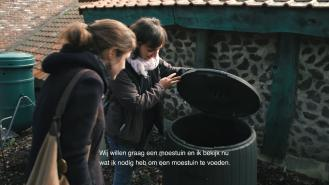 Wij willen graag een moestuin en ik bekijk nu
wat ik nodig heb om een moestuin te voeden.